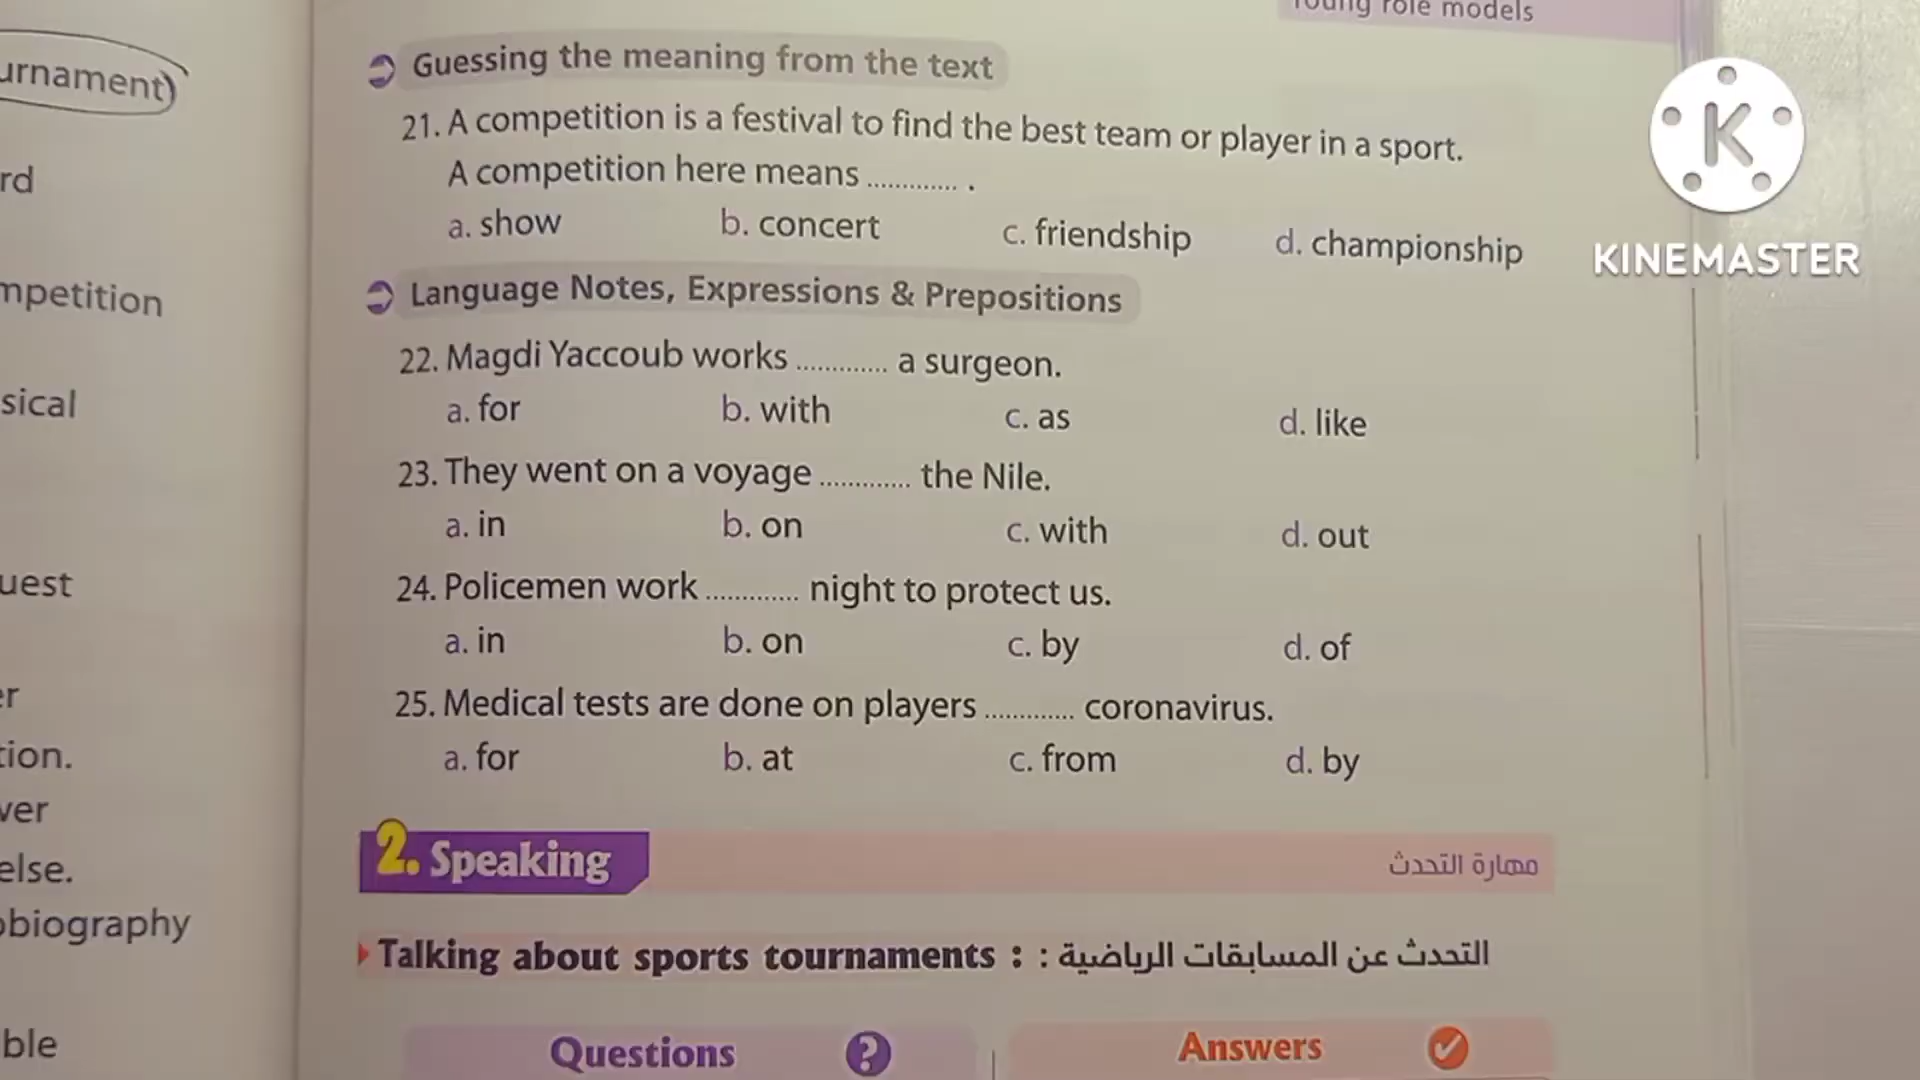 Young role models
Guessing the meaning from the text
21. A competition is a festival to find the best team or player in a sport.
A competition here means ............. .
a. show b. concert c. friendship d. championship
Language Notes, Expressions & Prepositions
22. Magdi Yaccoub works ............. a surgeon.
a. for b. with c. as d. like
23. They went on a voyage ............. the Nile.
a. in b. on c. with d. out
24. Policemen work ............. night to protect us.
a. in b. on c. by d. of
25. Medical tests are done on players ............. coronavirus.
a. for b. at c. from d. by
2. Speaking مهارة التحدث
Talking about sports tournaments : التحدث عن المسابقات الرياضية :
Questions ? Answers
urnament)
rd
mpetition
sical
uest
er
tion.
ver
else.
obiography
ble
K
KINEMASTER